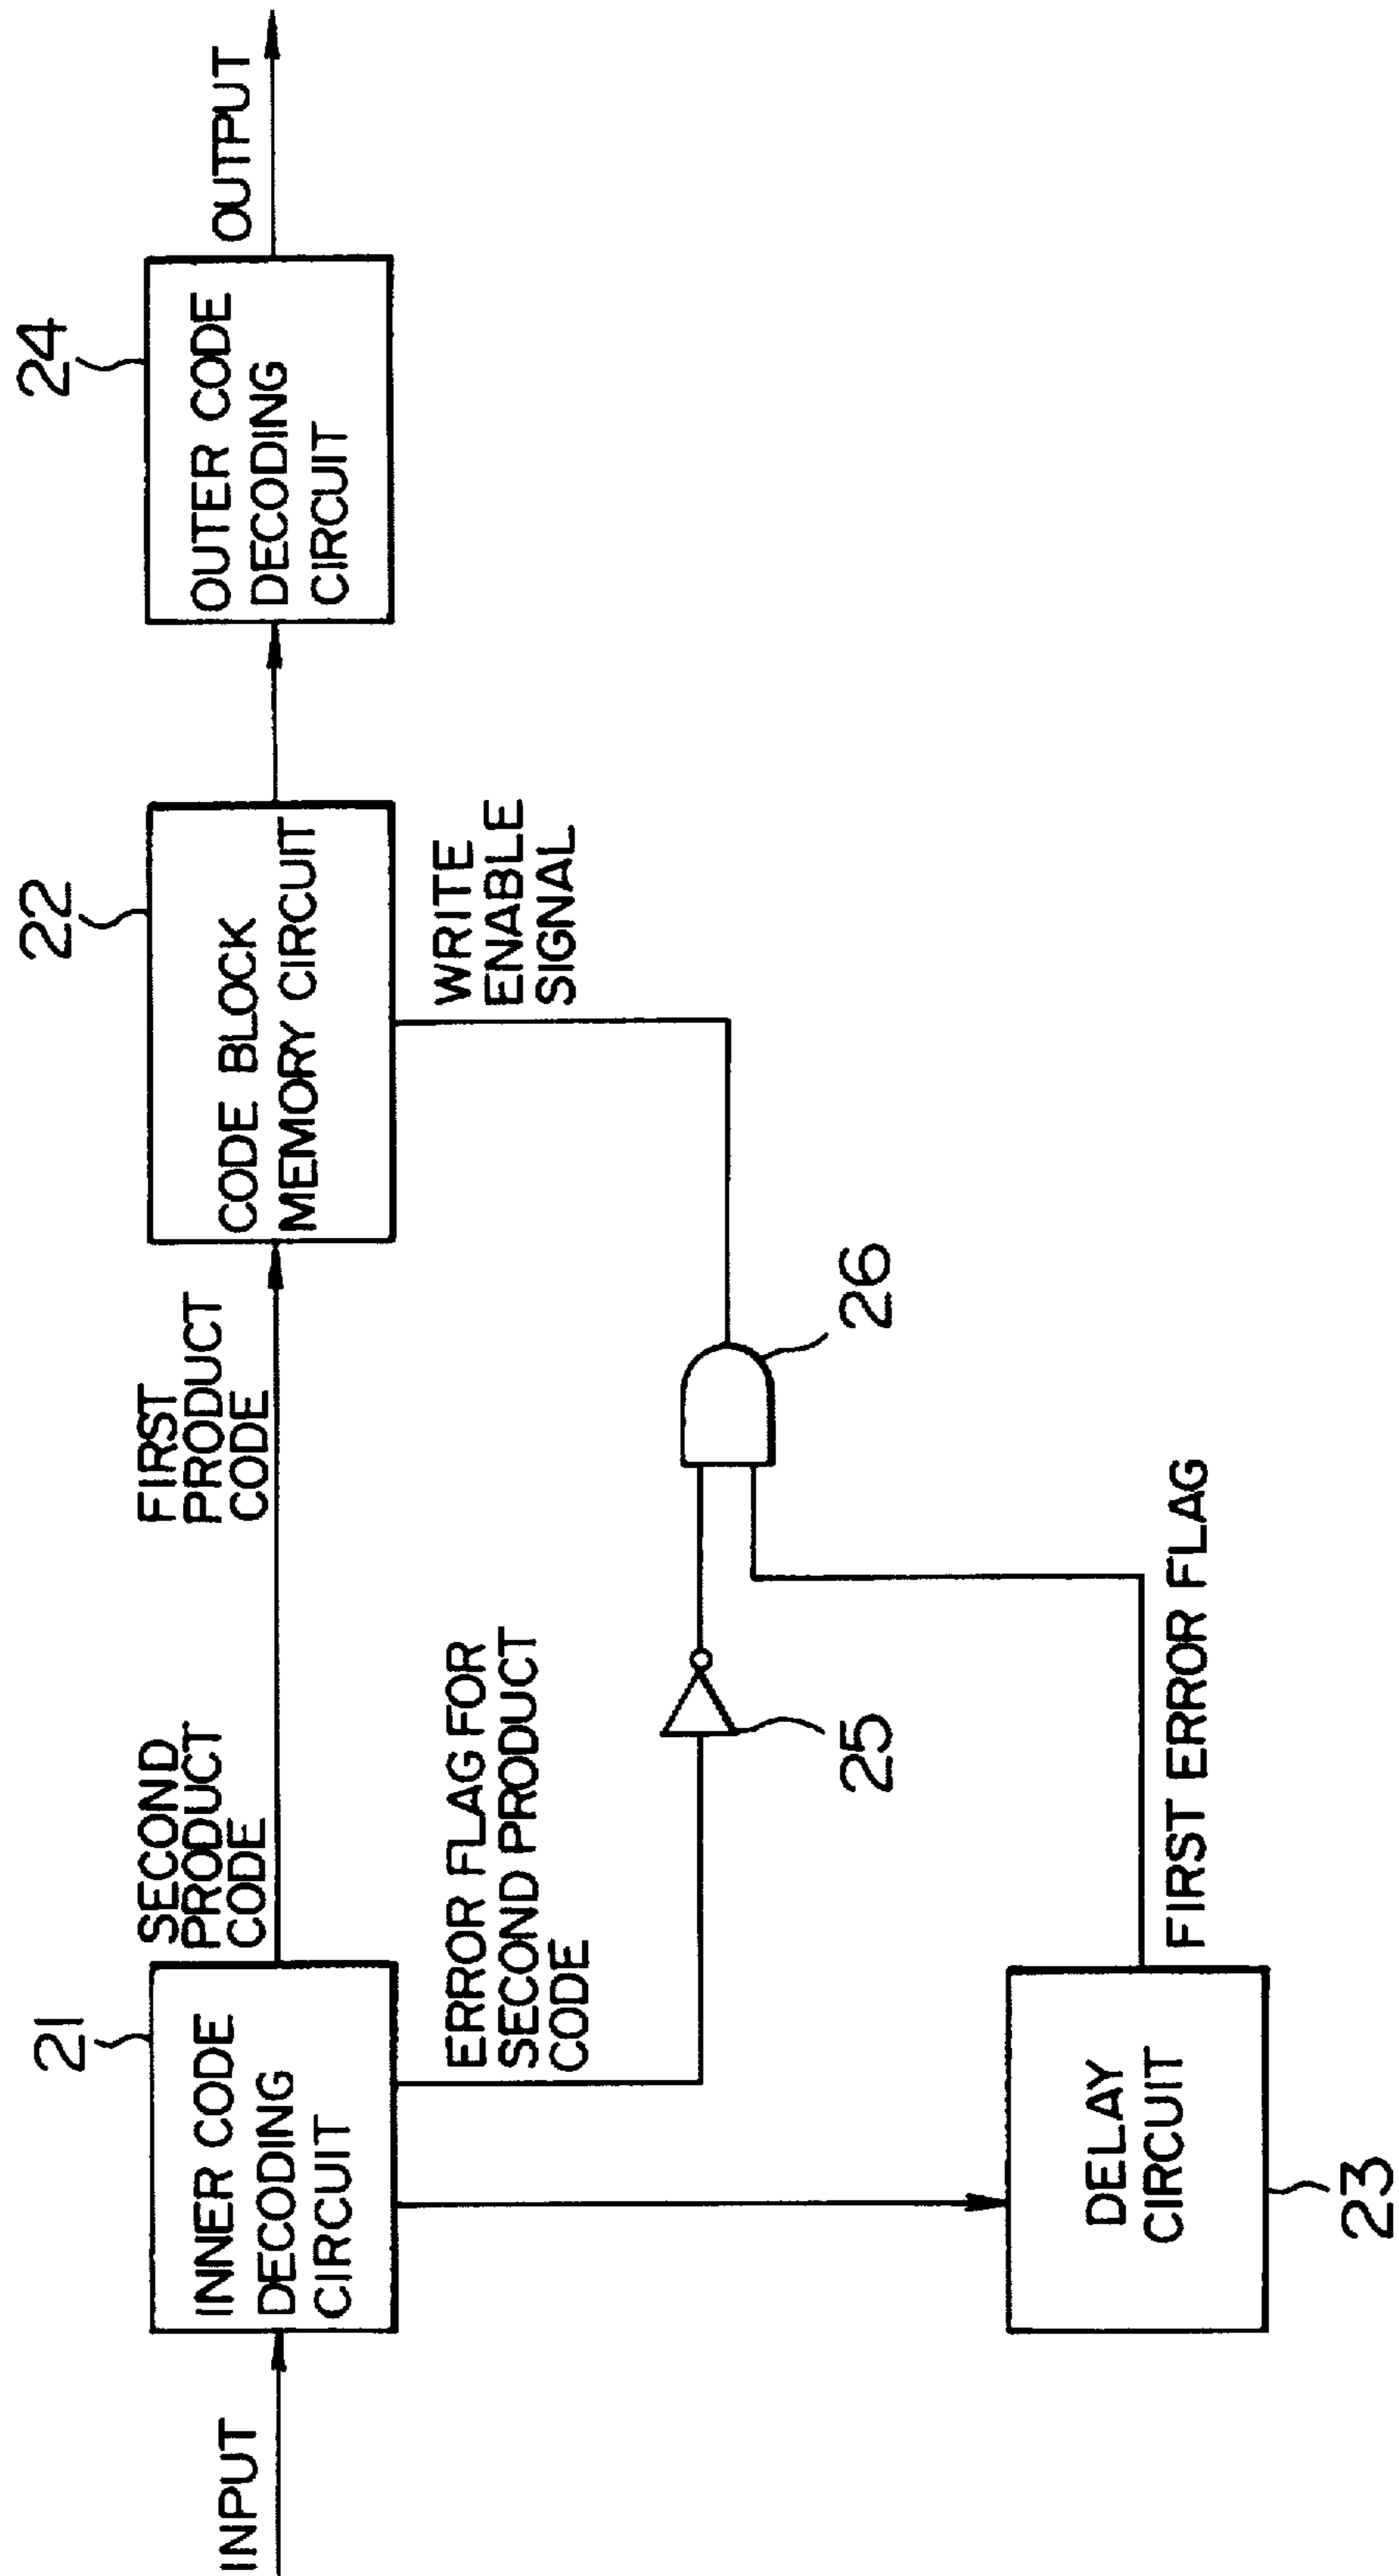 INPUT
21
INNER CODE
DECODING
CIRCUIT
SECOND
PRODUCT
CODE
FIRST
PRODUCT
CODE
22
CODE BLOCK
MEMORY CIRCUIT
24
OUTER CODE
DECODING
CIRCUIT
OUTPUT
ERROR FLAG FOR
SECOND PRODUCT
CODE
WRITE
ENABLE
SIGNAL
25
26
DELAY
CIRCUIT
23
FIRST ERROR FLAG